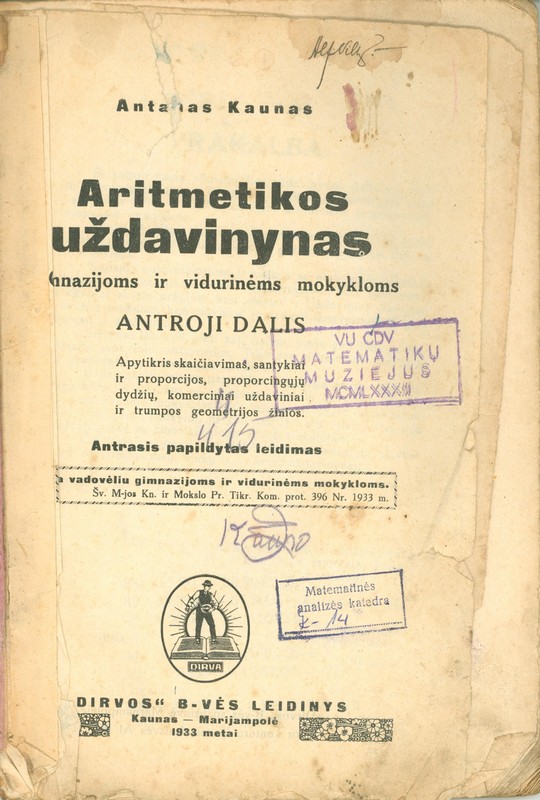 Antanas Kaunas
Aritmetikos
uždavinynas
mnazijoms ir vidurinėms mokykloms
ANTROJI DALIS
Apytikris skaičiavimas, santykiai
ir proporcijos, proporcingųjų
dydžių, komerciniai uždaviniai
ir trumpos geometrijos žinios.
VU CDV
MATEMATIKŲ
MUZIEJUS
MCMLXXXIII
415
Antrasis papildytas leidimas
a vadovėliu gimnazijoms ir vidurinėms mokykloms.
Šv. M-jos Kn. ir Mokslo Pr. Tikr. Kom. prot. 396 Nr. 1933 m.
Matematinės
analizės katedra
K-14
DIRVA
DIRVOS“ B-VĖS LEIDINYS
Kaunas — Marijampolė
1933 metai